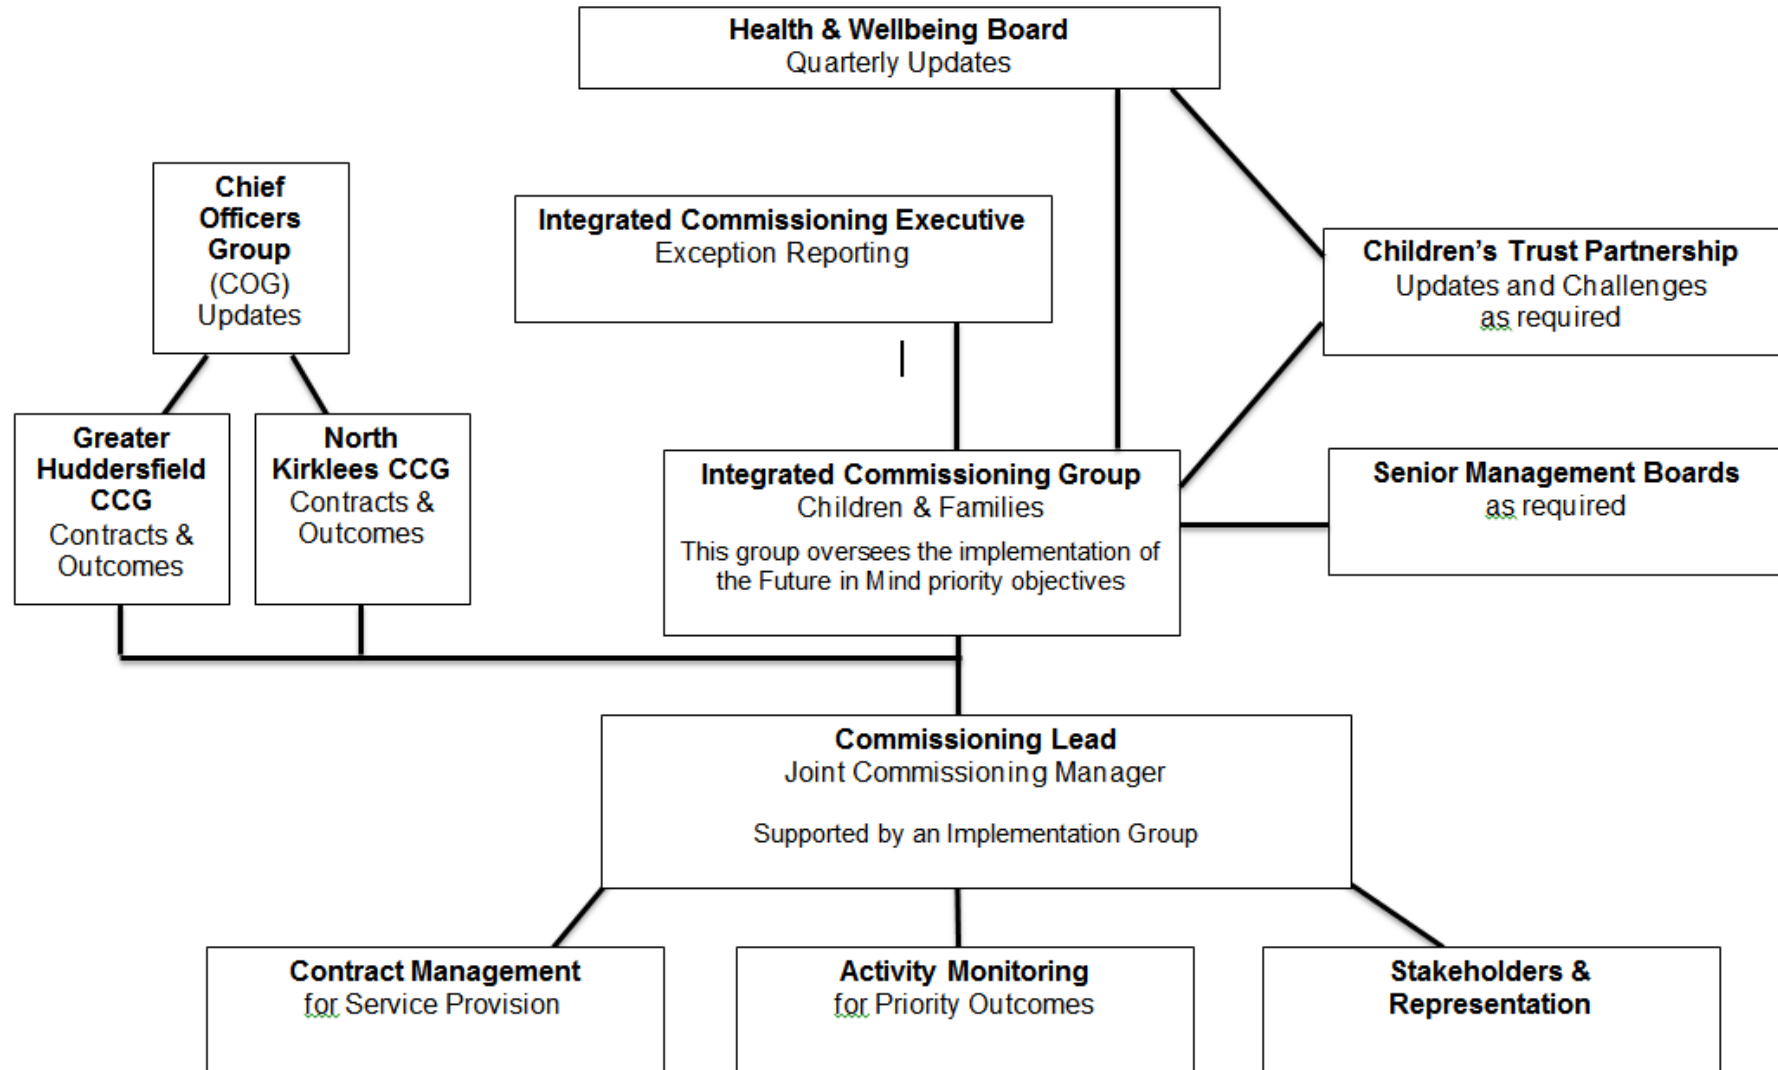 Health & Wellbeing Board
Quarterly Updates
Chief
Officers
Group
(COG)
Updates
Integrated Commissioning Executive
Exception Reporting
Children’s Trust Partnership
Updates and Challenges
as required
Greater
Huddersfield
CCG
Contracts &
Outcomes
North
Kirklees CCG
Contracts &
Outcomes
Integrated Commissioning Group
Children & Families
This group oversees the implementation of
the Future in Mind priority objectives
Senior Management Boards
as required
Commissioning Lead
Joint Commissioning Manager
Supported by an Implementation Group
Contract Management
for Service Provision
Activity Monitoring
for Priority Outcomes
Stakeholders &
Representation